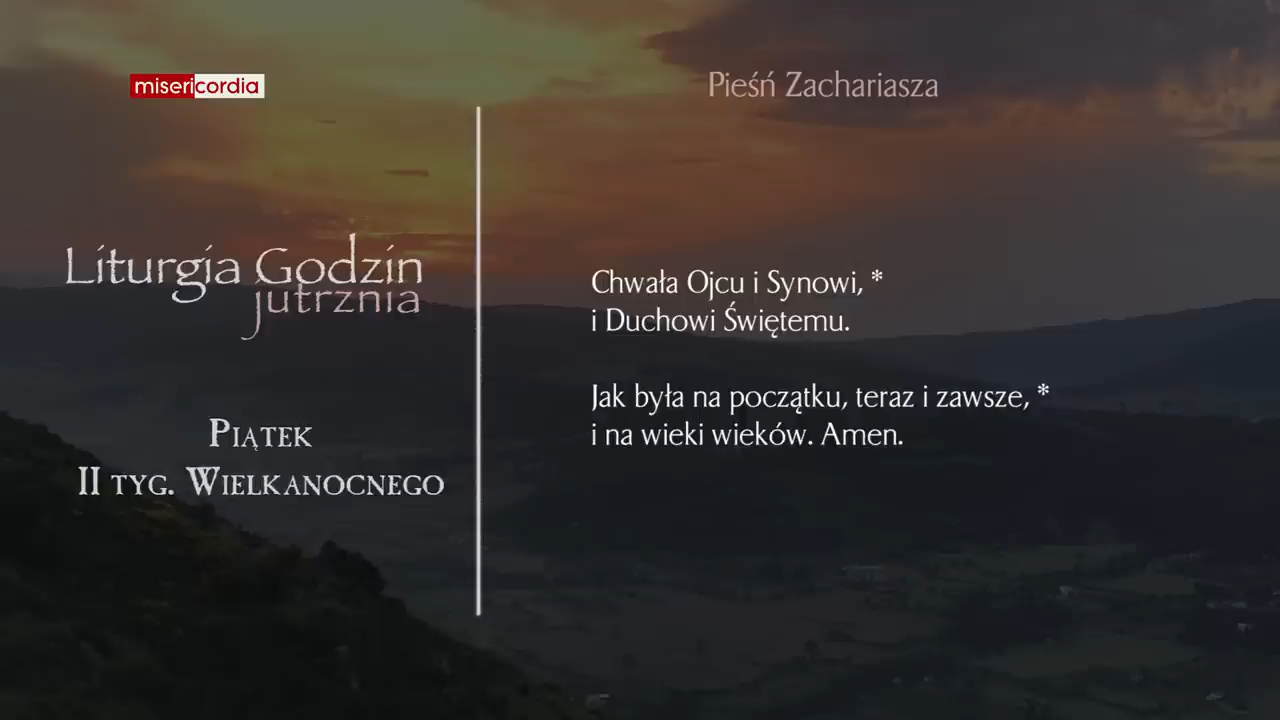 misericordia
Pieśń Zachariasza
Liturgia Godzin
jutrznia
Piątek
II tyg. Wielkanocnego
Chwała Ojcu i Synowi, *
i Duchowi Świętemu.
Jak była na początku, teraz i zawsze, *
i na wieki wieków. Amen.